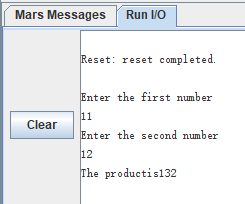 Mars Messages Run I/O
Reset: reset completed.
Enter the first number
11
Clear
Enter the second number
12
The productis132